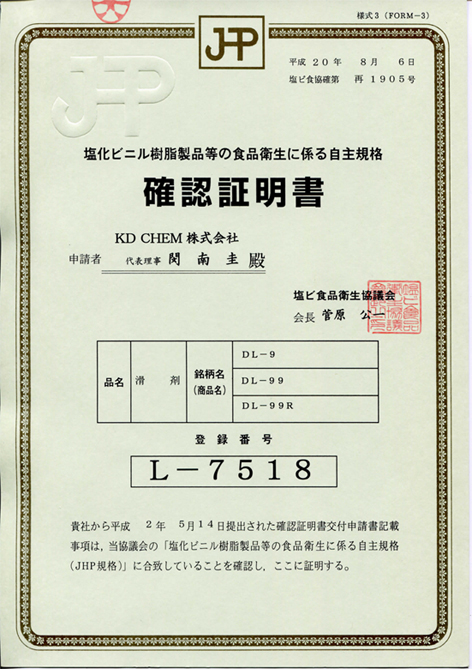 様式3 (FORM-3)
JHP
平成 20年 8月 6日
塩ビ食協確第 再1905号
塩化ビニル樹脂製品等の食品衛生に係る自主規格
確認証明書
KD CHEM 株式会社
申請者 代表理事 関南圭 殿
塩ビ食品衛生協議会
会長 菅原 公一
品名 滑剤 銘柄名 (商品名)
DL-9
DL-99
DL-99R
登録番号
L-7518
貴社から平成 2年 5月14日提出された確認証明書交付申請書記載
事項は,当協議会の「塩化ビニル樹脂製品等の食品衛生に係る自主規格
(JHP規格)」に合致していることを確認し,ここに証明する。